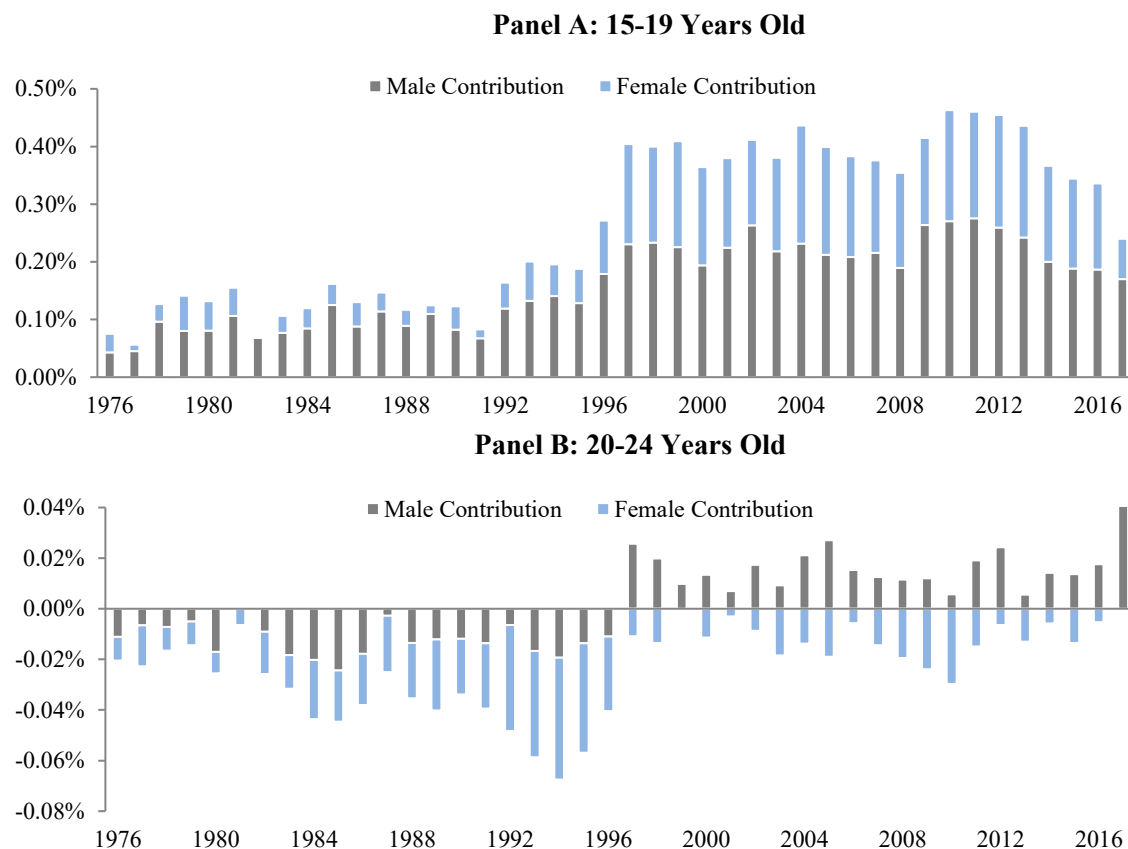 Panel A: 15-19 Years Old
0.50%
Male Contribution Female Contribution
0.40%
0.30%
0.20%
0.10%
0.00%
1976 1980 1984 1988 1992 1996 2000 2004 2008 2012 2016
Panel B: 20-24 Years Old
0.04%
Male Contribution Female Contribution
0.02%
0.00%
-0.02%
-0.04%
-0.06%
-0.08%
1976 1980 1984 1988 1992 1996 2000 2004 2008 2012 2016